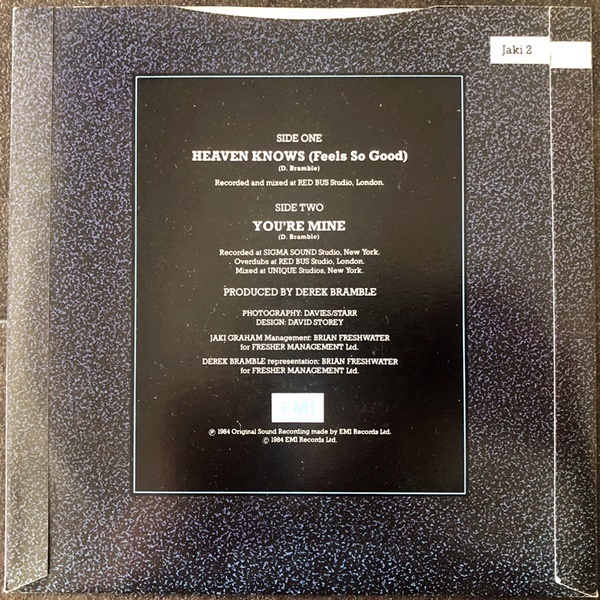 Jaki 2
SIDE ONE
HEAVEN KNOWS (Feels So Good)
(D. Bramble)
Recorded and mixed at RED BUS Studio, London.
SIDE TWO
YOU'RE MINE
(D. Bramble)
Recorded at SIGMA SOUND Studio, New York.
Overdubs at RED BUS Studio, London.
Mixed at UNIQUE Studios, New York.
PRODUCED BY DEREK BRAMBLE
PHOTOGRAPHY: DAVIES/STARR
DESIGN: DAVID STOREY
JAKI GRAHAM Management: BRIAN FRESHWATER
for FRESHER MANAGEMENT Ltd.
DEREK BRAMBLE representation: BRIAN FRESHWATER
for FRESHER MANAGEMENT Ltd.
EMI
℗ 1984 Original Sound Recording made by EMI Records Ltd.
© 1984 EMI Records Ltd.